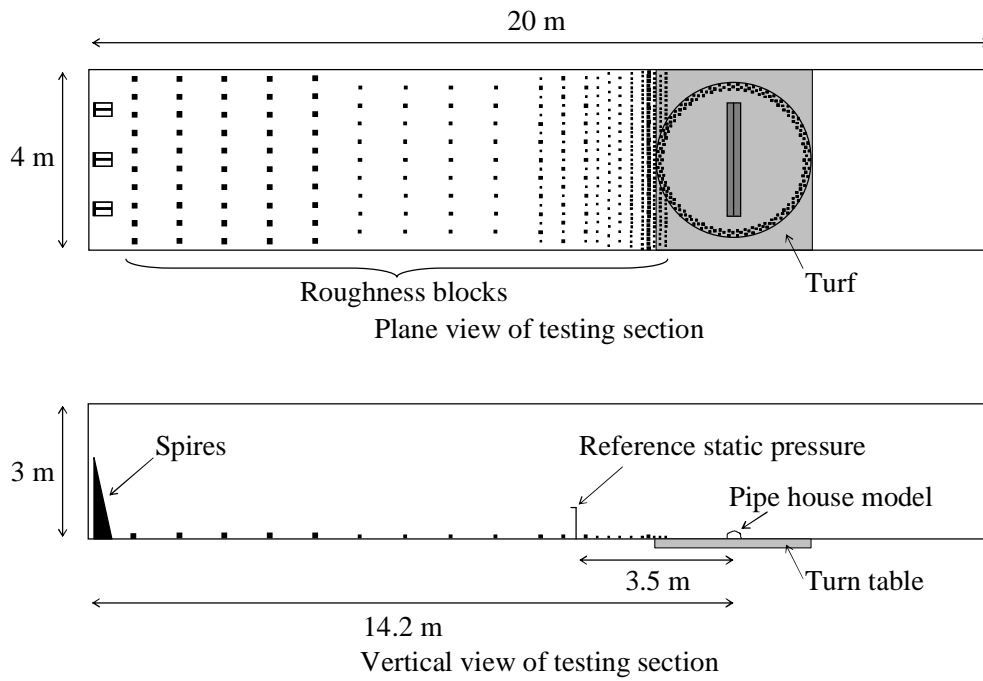 20 m
4 m
Turf
Roughness blocks
Plane view of testing section
Spires
Reference static pressure
3 m
Pipe house model
3.5 m
Turn table
14.2 m
Vertical view of testing section